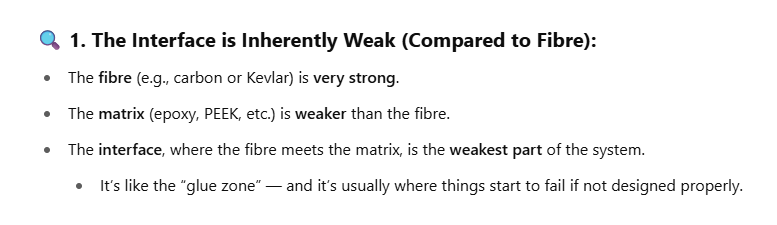 🔍 1. The Interface is Inherently Weak (Compared to Fibre):
• The fibre (e.g., carbon or Kevlar) is very strong.
• The matrix (epoxy, PEEK, etc.) is weaker than the fibre.
• The interface, where the fibre meets the matrix, is the weakest part of the system.
• It’s like the “glue zone” — and it’s usually where things start to fail if not designed properly.